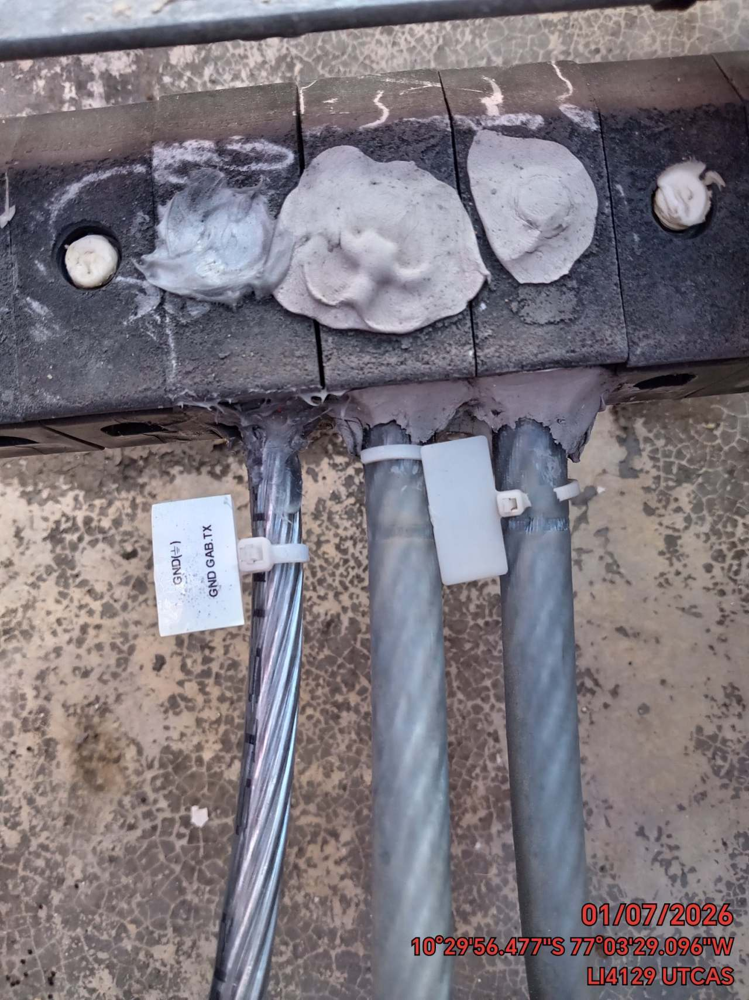 GND(⏚)
GND GAB.TX
01/07/2026
10°29'56.477"S 77°03'29.096"W
LI4129 UTCAS